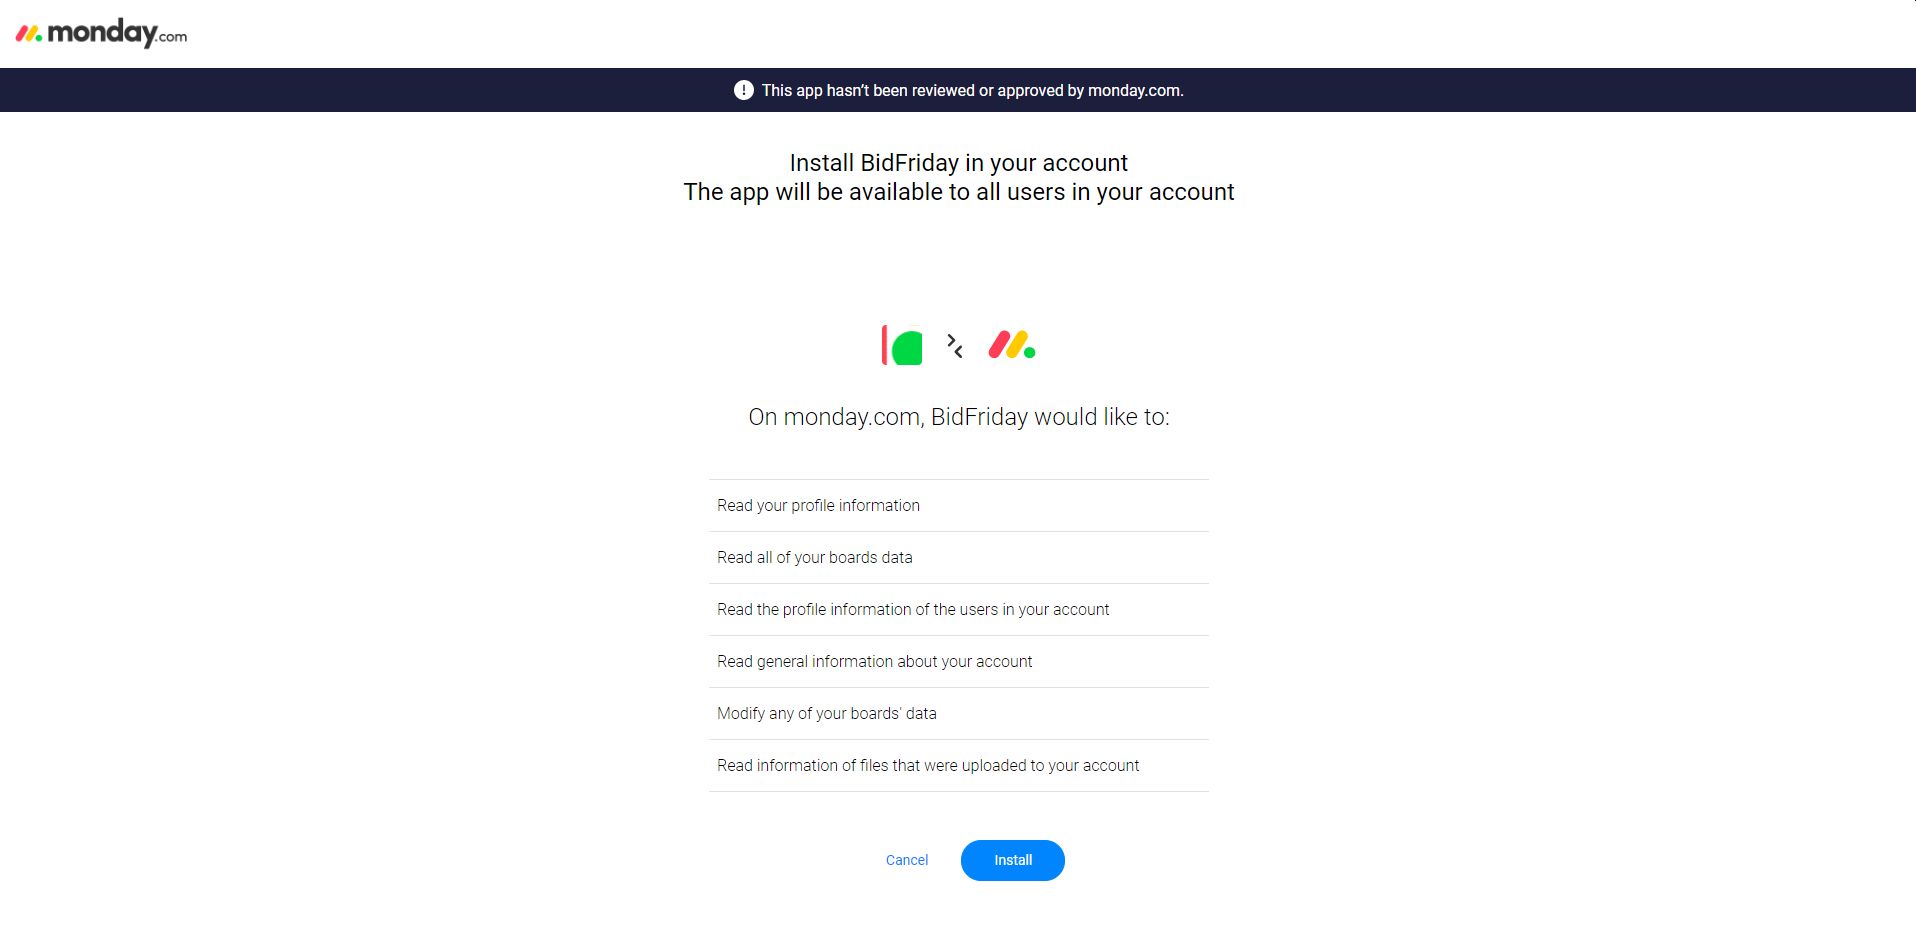 monday.com
This app hasn’t been reviewed or approved by monday.com.
Install BidFriday in your account
The app will be available to all users in your account
On monday.com, BidFriday would like to:
Read your profile information
Read all of your boards data
Read the profile information of the users in your account
Read general information about your account
Modify any of your boards' data
Read information of files that were uploaded to your account
Cancel
Install